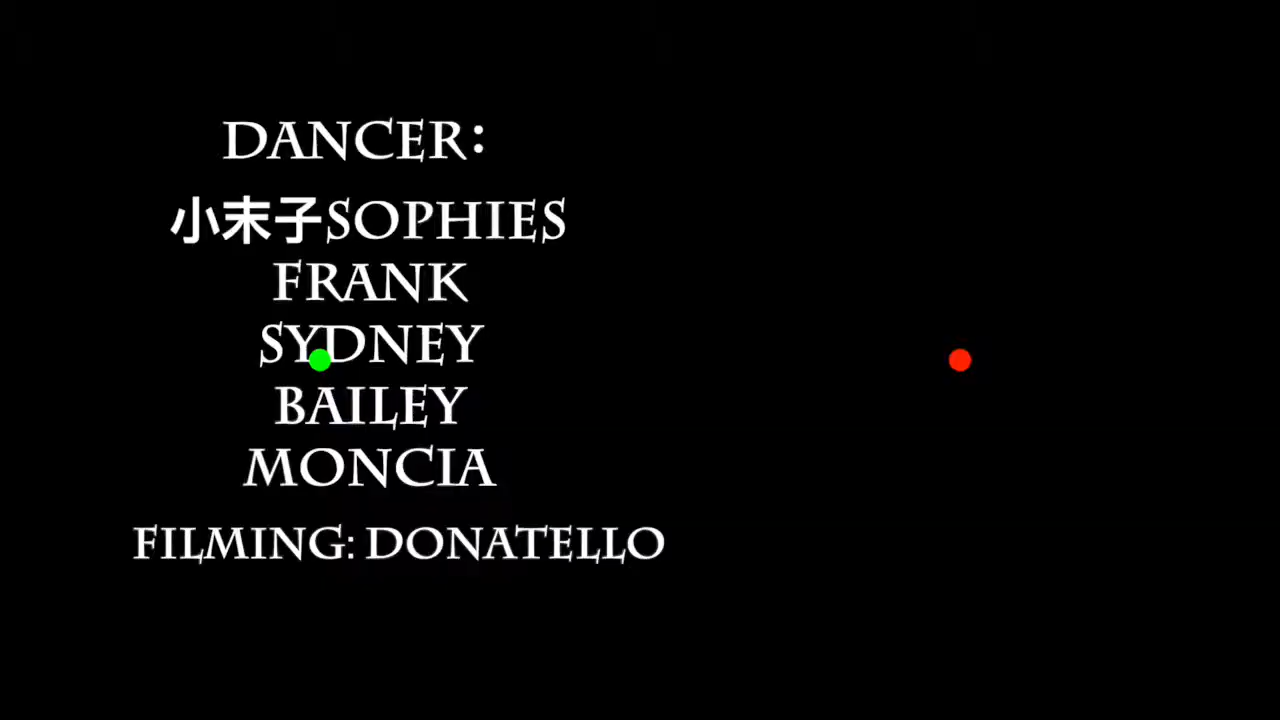 DANCER:
小末子SOPHIES
FRANK
SYDNEY
BAILEY
MONCIA
FILMING: DONATELLO